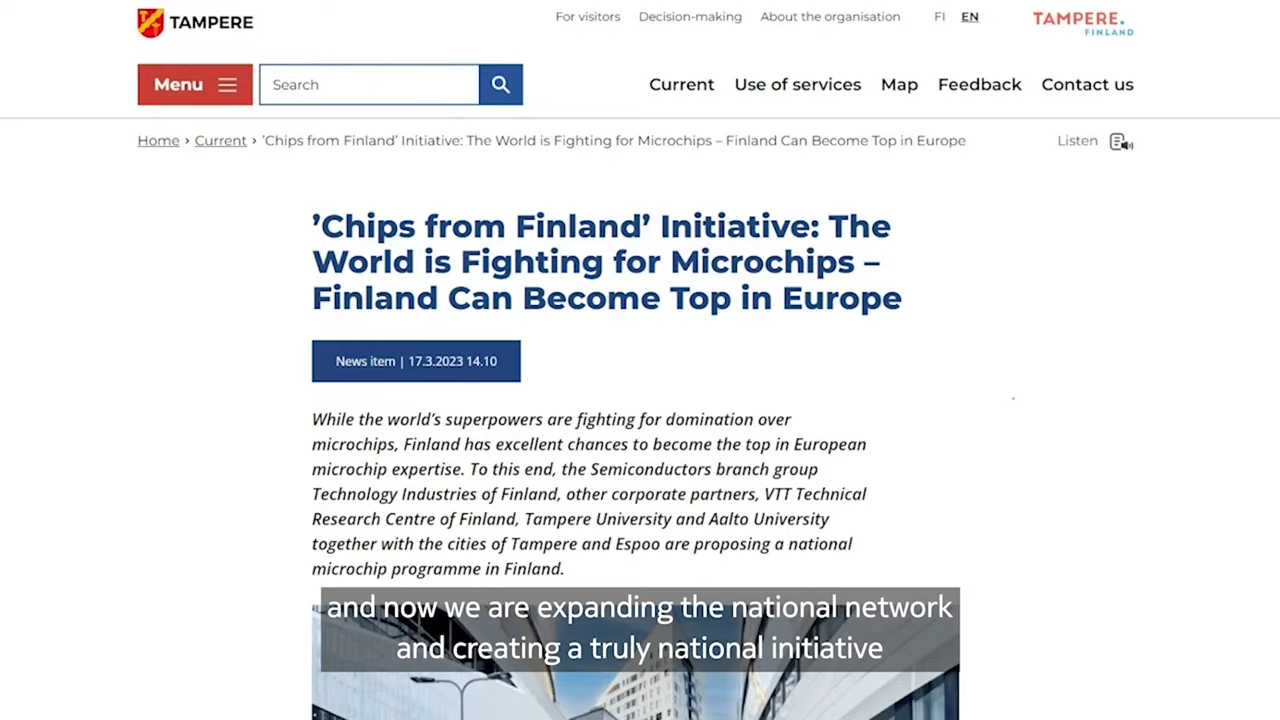 TAMPERE
For visitors
Decision-making
About the organisation
FI
EN
TAMPERE.
FINLAND
Menu
Search
Current
Use of services
Map
Feedback
Contact us
Home › Current › ’Chips from Finland’ Initiative: The World is Fighting for Microchips – Finland Can Become Top in Europe
Listen
’Chips from Finland’ Initiative: The
World is Fighting for Microchips –
Finland Can Become Top in Europe
News item | 17.3.2023 14.10
While the world’s superpowers are fighting for domination over
microchips, Finland has excellent chances to become the top in European
microchip expertise. To this end, the Semiconductors branch group
Technology Industries of Finland, other corporate partners, VTT Technical
Research Centre of Finland, Tampere University and Aalto University
together with the cities of Tampere and Espoo are proposing a national
microchip programme in Finland.
and now we are expanding the national network
and creating a truly national initiative